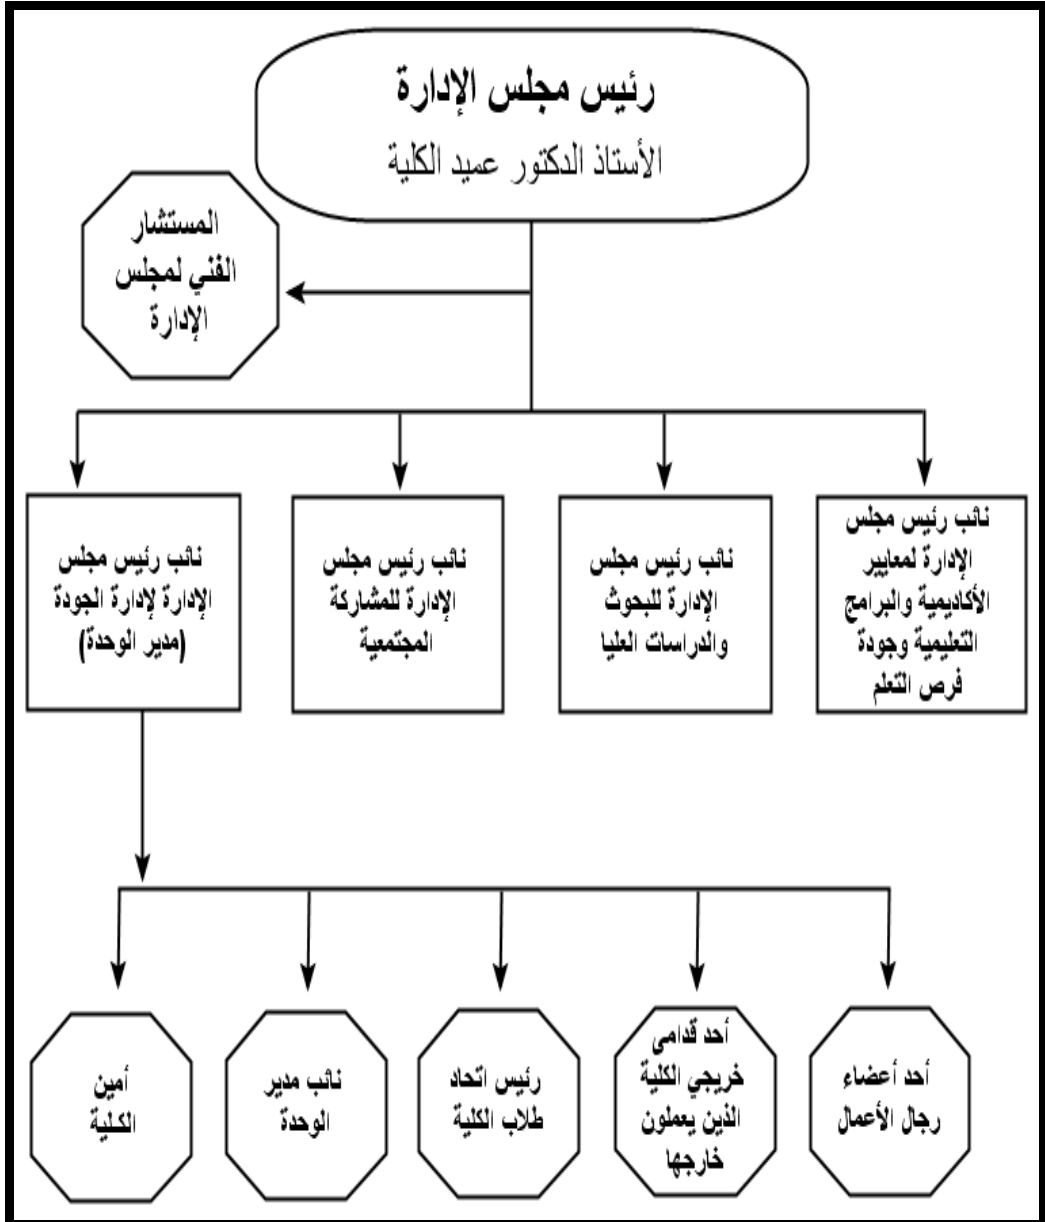 رئيس مجلس الإدارة
الأستاذ الدكتور عميد الكلية
المستشار
الفني لمجلس
الإدارة
نائب رئيس مجلس
الإدارة لمعايير
الأكاديمية والبرامج
التعليمية وجودة
فرص التعلم
نائب رئيس مجلس
الإدارة للبحوث
والدراسات العليا
نائب رئيس مجلس
الإدارة للمشاركة
المجتمعية
نائب رئيس مجلس
الإدارة لإدارة الجودة
(مدير الوحدة)
أحد أعضاء
رجال الأعمال
أحد قدامى
خريجي الكلية
الذين يعملون
خارجها
رئيس اتحاد
طلاب الكلية
نائب مدير
الوحدة
أمين
الكلية